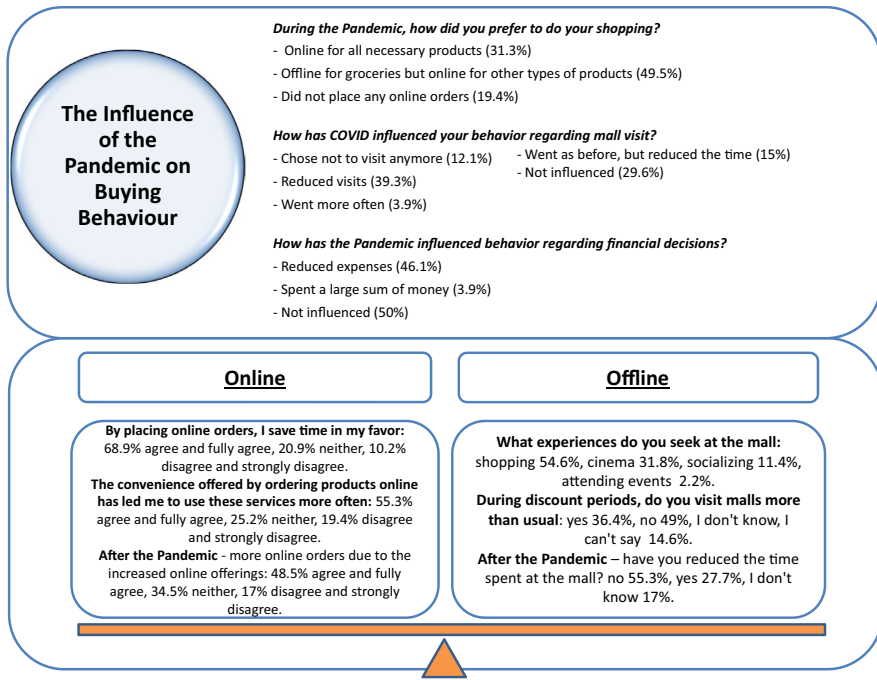 The Influence
of the
Pandemic on
Buying
Behaviour
During the Pandemic, how did you prefer to do your shopping?
- Online for all necessary products (31.3%)
- Offline for groceries but online for other types of products (49.5%)
- Did not place any online orders (19.4%)
How has COVID influenced your behavior regarding mall visit?
- Chose not to visit anymore (12.1%)
- Reduced visits (39.3%)
- Went more often (3.9%)
- Went as before, but reduced the time (15%)
- Not influenced (29.6%)
How has the Pandemic influenced behavior regarding financial decisions?
- Reduced expenses (46.1%)
- Spent a large sum of money (3.9%)
- Not influenced (50%)
Online
By placing online orders, I save time in my favor:
68.9% agree and fully agree, 20.9% neither, 10.2%
disagree and strongly disagree.
The convenience offered by ordering products online
has led me to use these services more often: 55.3%
agree and fully agree, 25.2% neither, 19.4% disagree
and strongly disagree.
After the Pandemic - more online orders due to the
increased online offerings: 48.5% agree and fully
agree, 34.5% neither, 17% disagree and strongly
disagree.
Offline
What experiences do you seek at the mall:
shopping 54.6%, cinema 31.8%, socializing 11.4%,
attending events 2.2%.
During discount periods, do you visit malls more
than usual: yes 36.4%, no 49%, I don't know, I
can't say 14.6%.
After the Pandemic – have you reduced the time
spent at the mall? no 55.3%, yes 27.7%, I don't
know 17%.